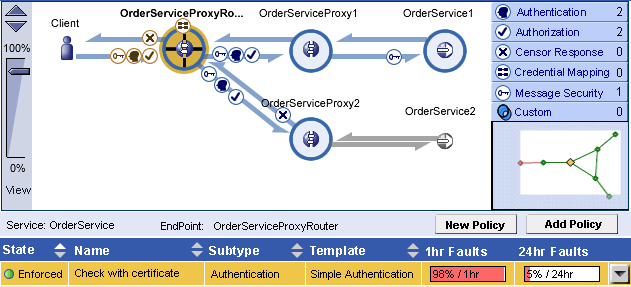 OrderServiceProxyRo...
OrderServiceProxy1
OrderService1
Client
100%
0%
View
OrderServiceProxy2
OrderService2
Authentication 2
Authorization 2
Censor Response 0
Credential Mapping 0
Message Security 1
Custom 0
Service: OrderService EndPoint: OrderServiceProxyRouter
New Policy
Add Policy
State Name Subtype Template 1hr Faults 24hr Faults
Enforced Check with certificate Authentication Simple Authentication 98% / 1hr 5% / 24hr